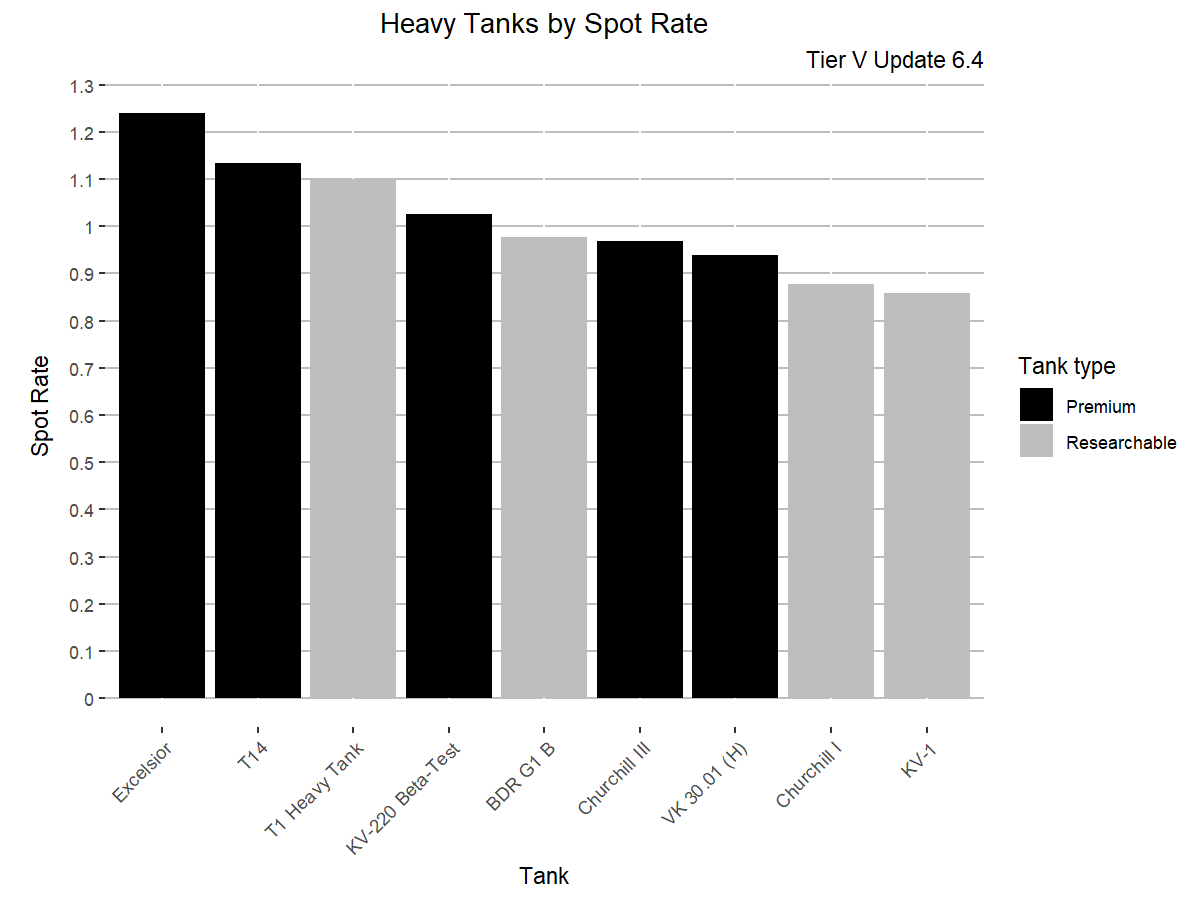 Heavy Tanks by Spot Rate
Tier V Update 6.4
1.3
1.2
1.1
1
0.9
0.8
0.7
0.6
0.5
0.4
0.3
0.2
0.1
0
Spot Rate
Excelsior
T14
T1 Heavy Tank
KV-220 Beta-Test
BDR G1 B
Churchill III
VK 30.01 (H)
Churchill I
KV-1
Tank
Tank type
Premium
Researchable